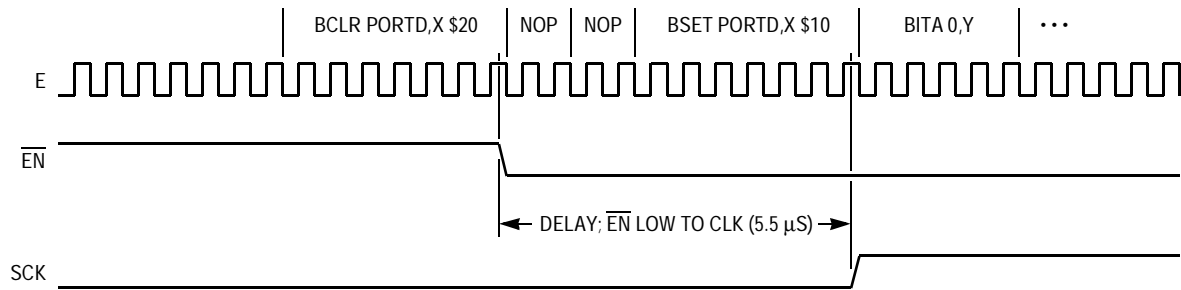 BCLR PORTD,X $20 NOP NOP BSET PORTD,X $10 BITA 0,Y •••
E
EN
DELAY; EN LOW TO CLK (5.5 μS)
SCK